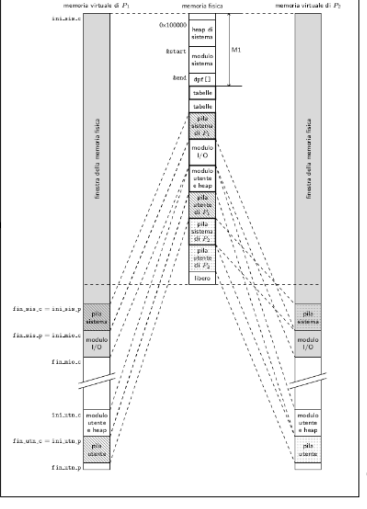 memoria virtuale di P₁
memoria fisica
memoria virtuale di P₂
ini_sis_c
0x100000
heap di
sistema
&start
modulo
sistema
M1
&end
dpf[]
tabelle
tabelle
pila
sistema
di P₁
modulo
I/O
modulo
utente
e heap
pila
utente
di P₁
pila
sistema
di P₂
pila
utente
di P₂
libero
finestra della memoria fisica
finestra della memoria fisica
fin_sis_c = ini_sis_p
pila
sistema
pila
sistema
fin_sis_p = ini_mio_c
modulo
I/O
modulo
I/O
fin_mio_c
ini_utn_c
modulo
utente
e heap
modulo
utente
e heap
fin_utn_c = ini_utn_p
pila
utente
pila
utente
fin_utn_p